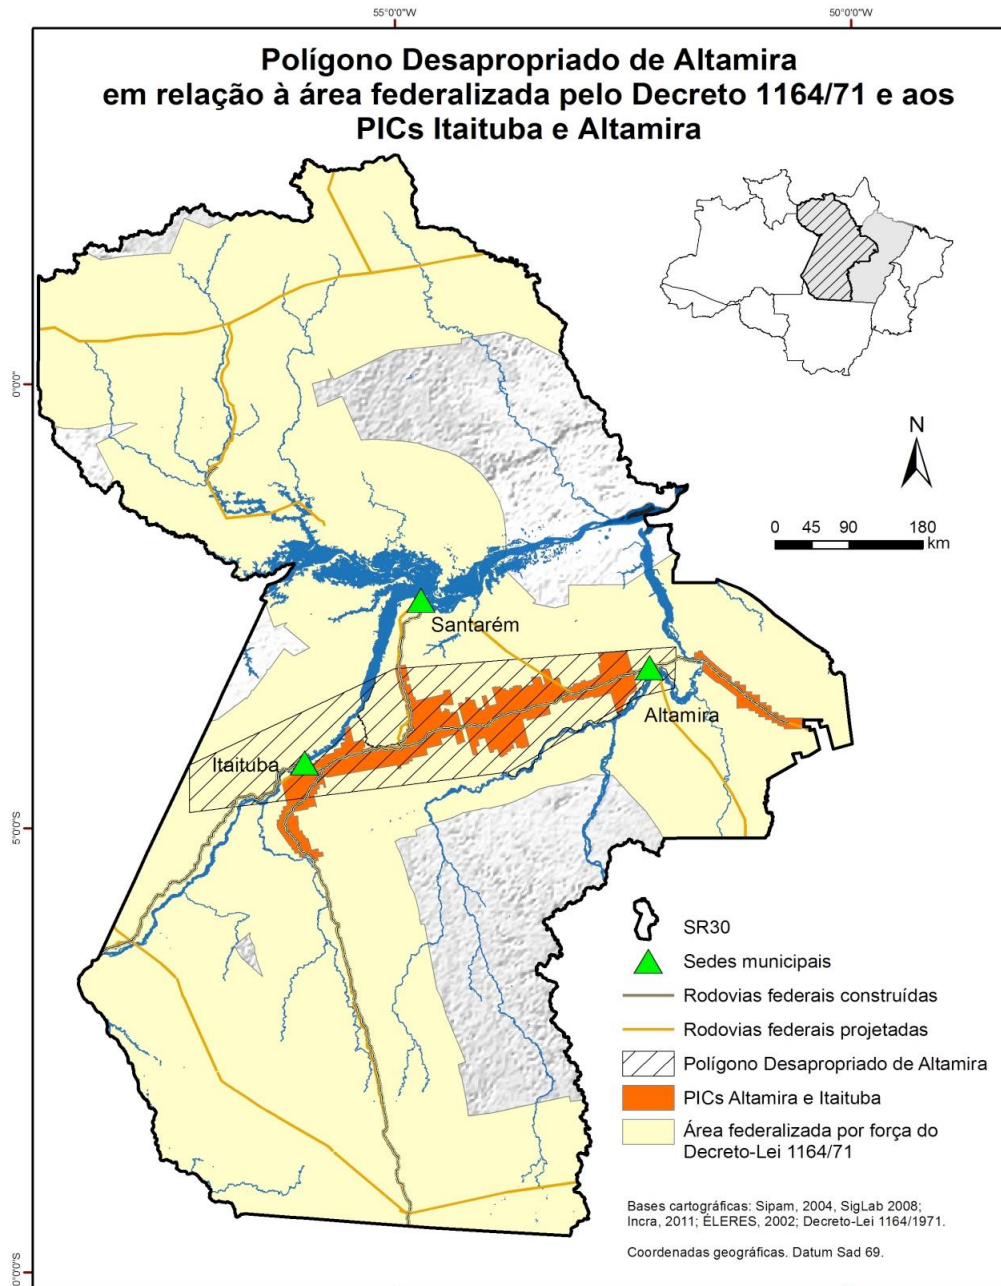 55°0'0"W
50°0'0"W
Polígono Desapropriado de Altamira
em relação à área federalizada pelo Decreto 1164/71 e aos
PICs Itaituba e Altamira
0°0'0"
N
0 45 90 180
km
Santarém
Altamira
Itaituba
5°0'0"S
SR30
Sedes municipais
Rodovias federais construídas
Rodovias federais projetadas
Polígono Desapropriado de Altamira
PICs Altamira e Itaituba
Área federalizada por força do
Decreto-Lei 1164/71
Bases cartográficas: Sipam, 2004, SigLab 2008;
Incra, 2011; ÉLERES, 2002; Decreto-Lei 1164/1971.
Coordenadas geográficas. Datum Sad 69.